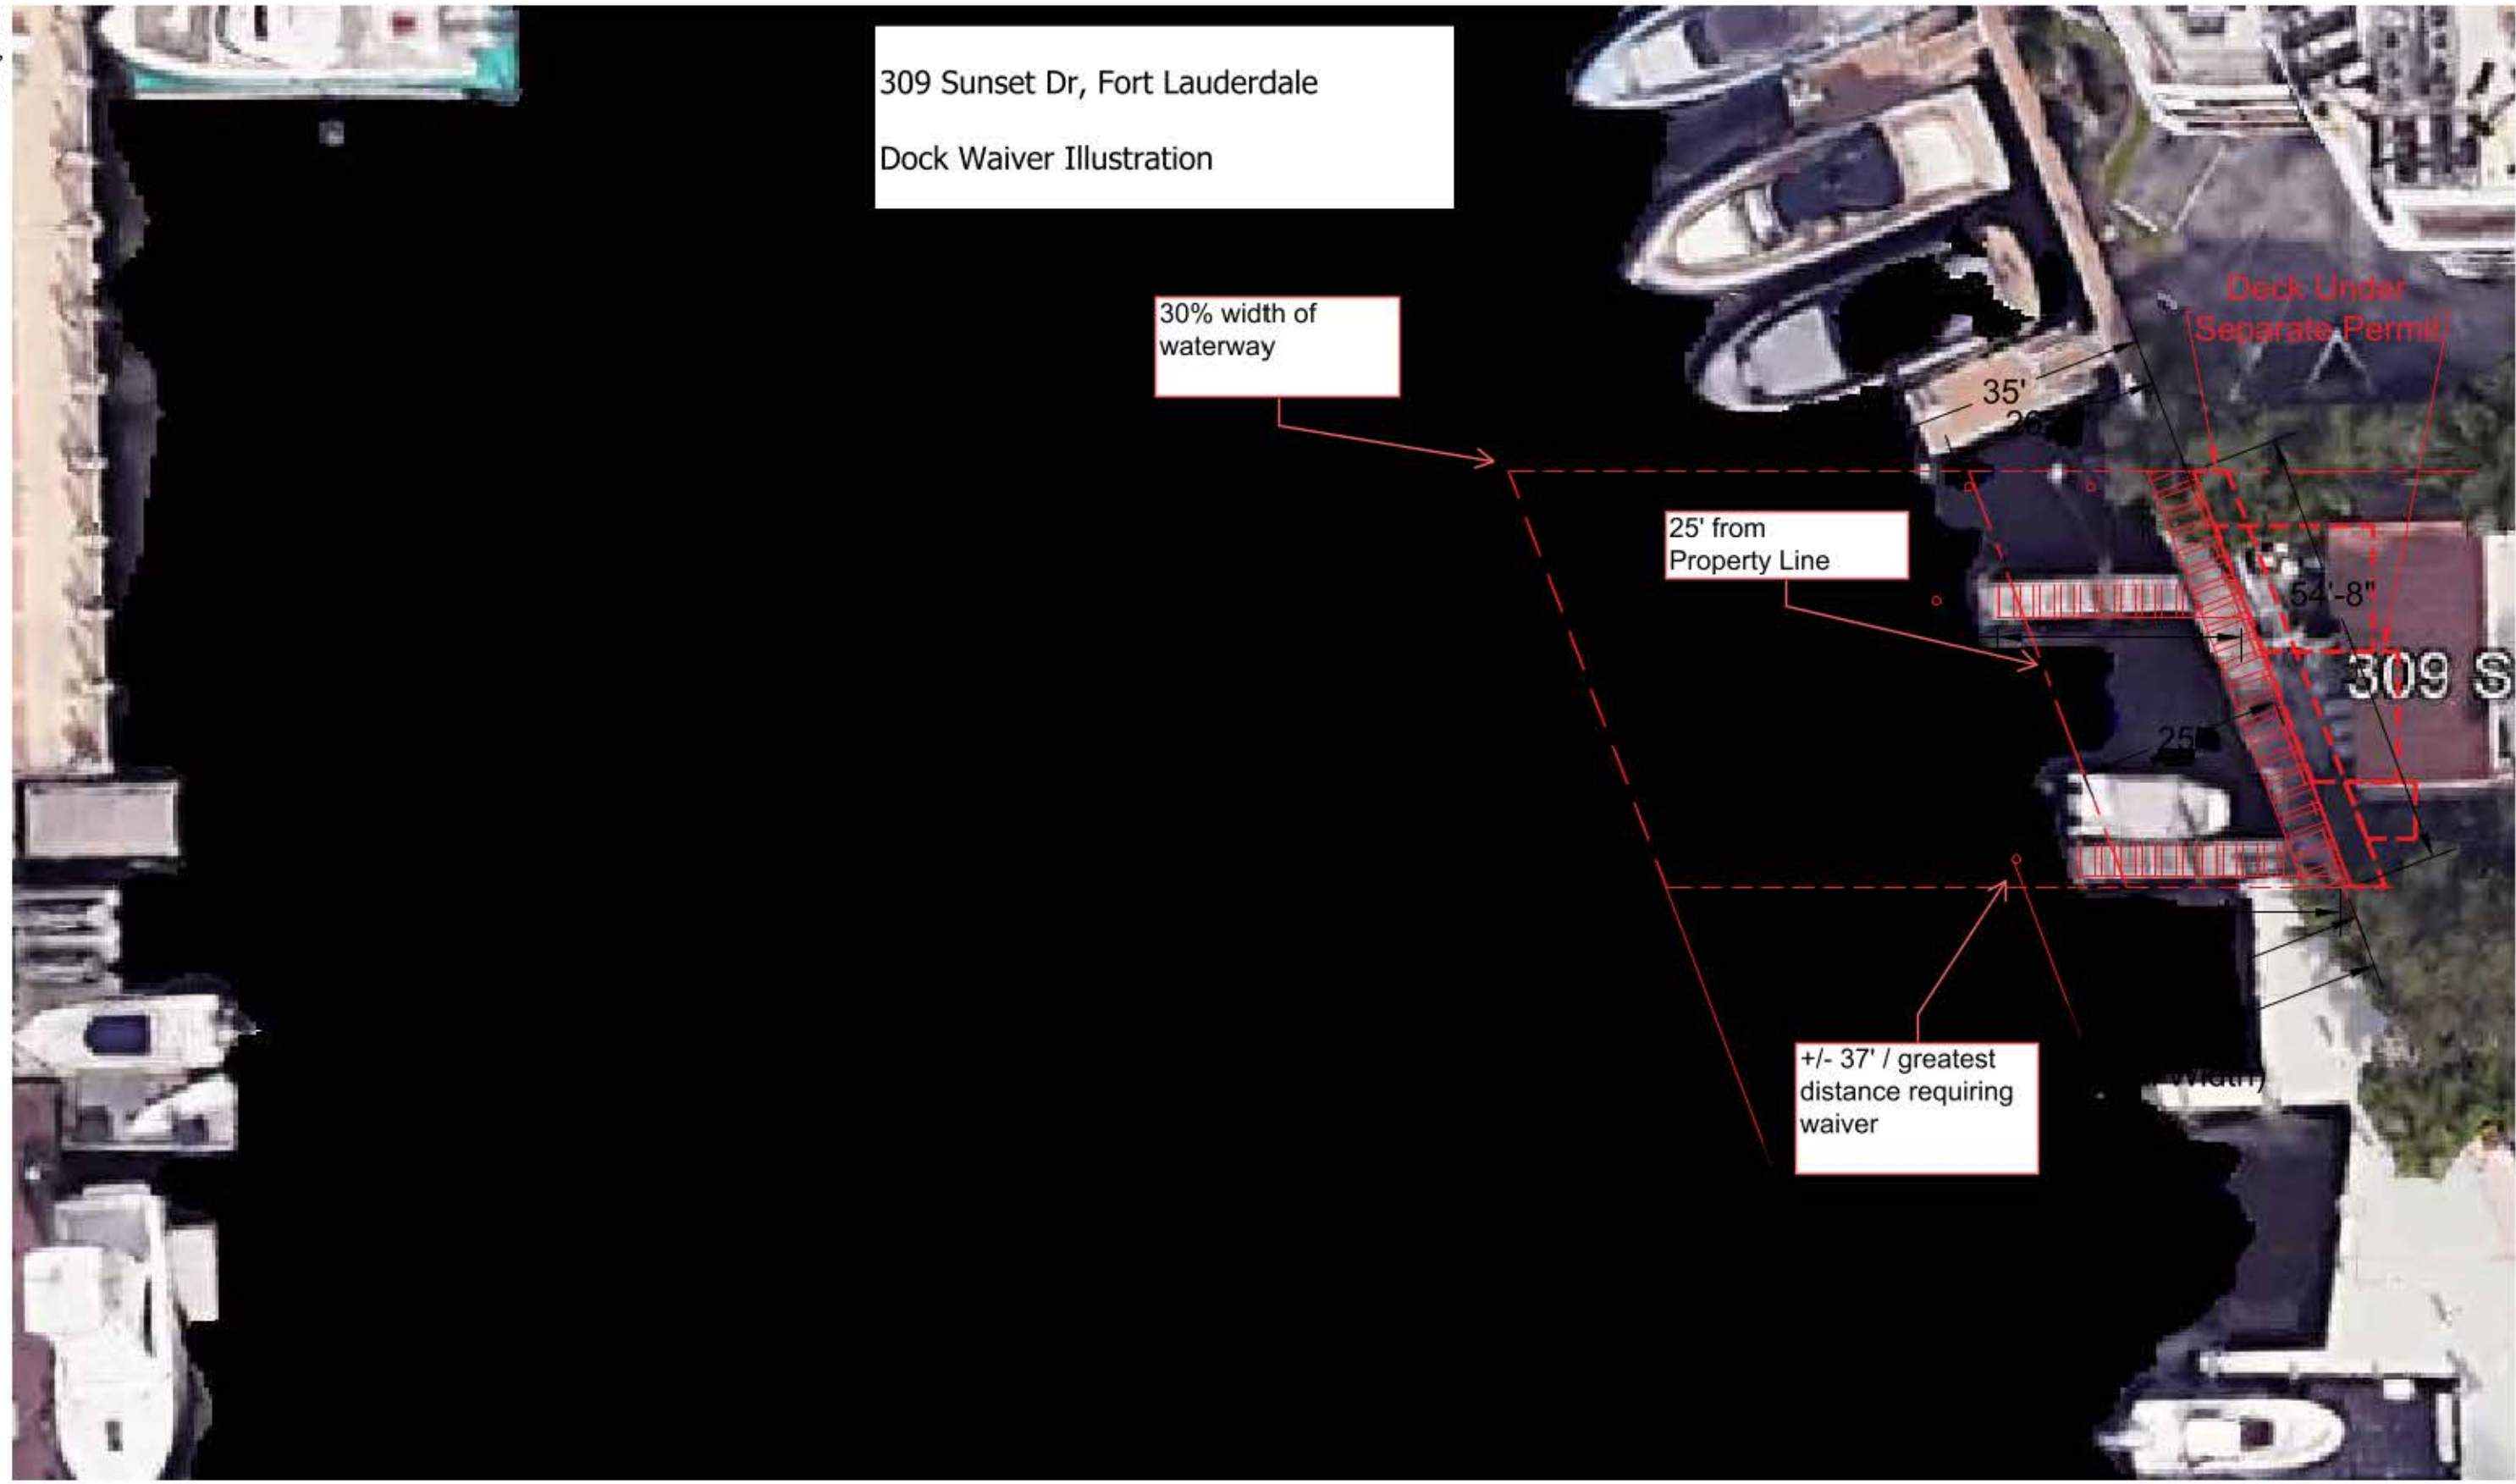 309 Sunset Dr, Fort Lauderdale
Dock Waiver Illustration
30% width of
waterway
Deck Under
Separate Permit
35'
25' from
Property Line
54'-8"
309 S
25'
+/- 37' / greatest
distance requiring
waiver
Width)